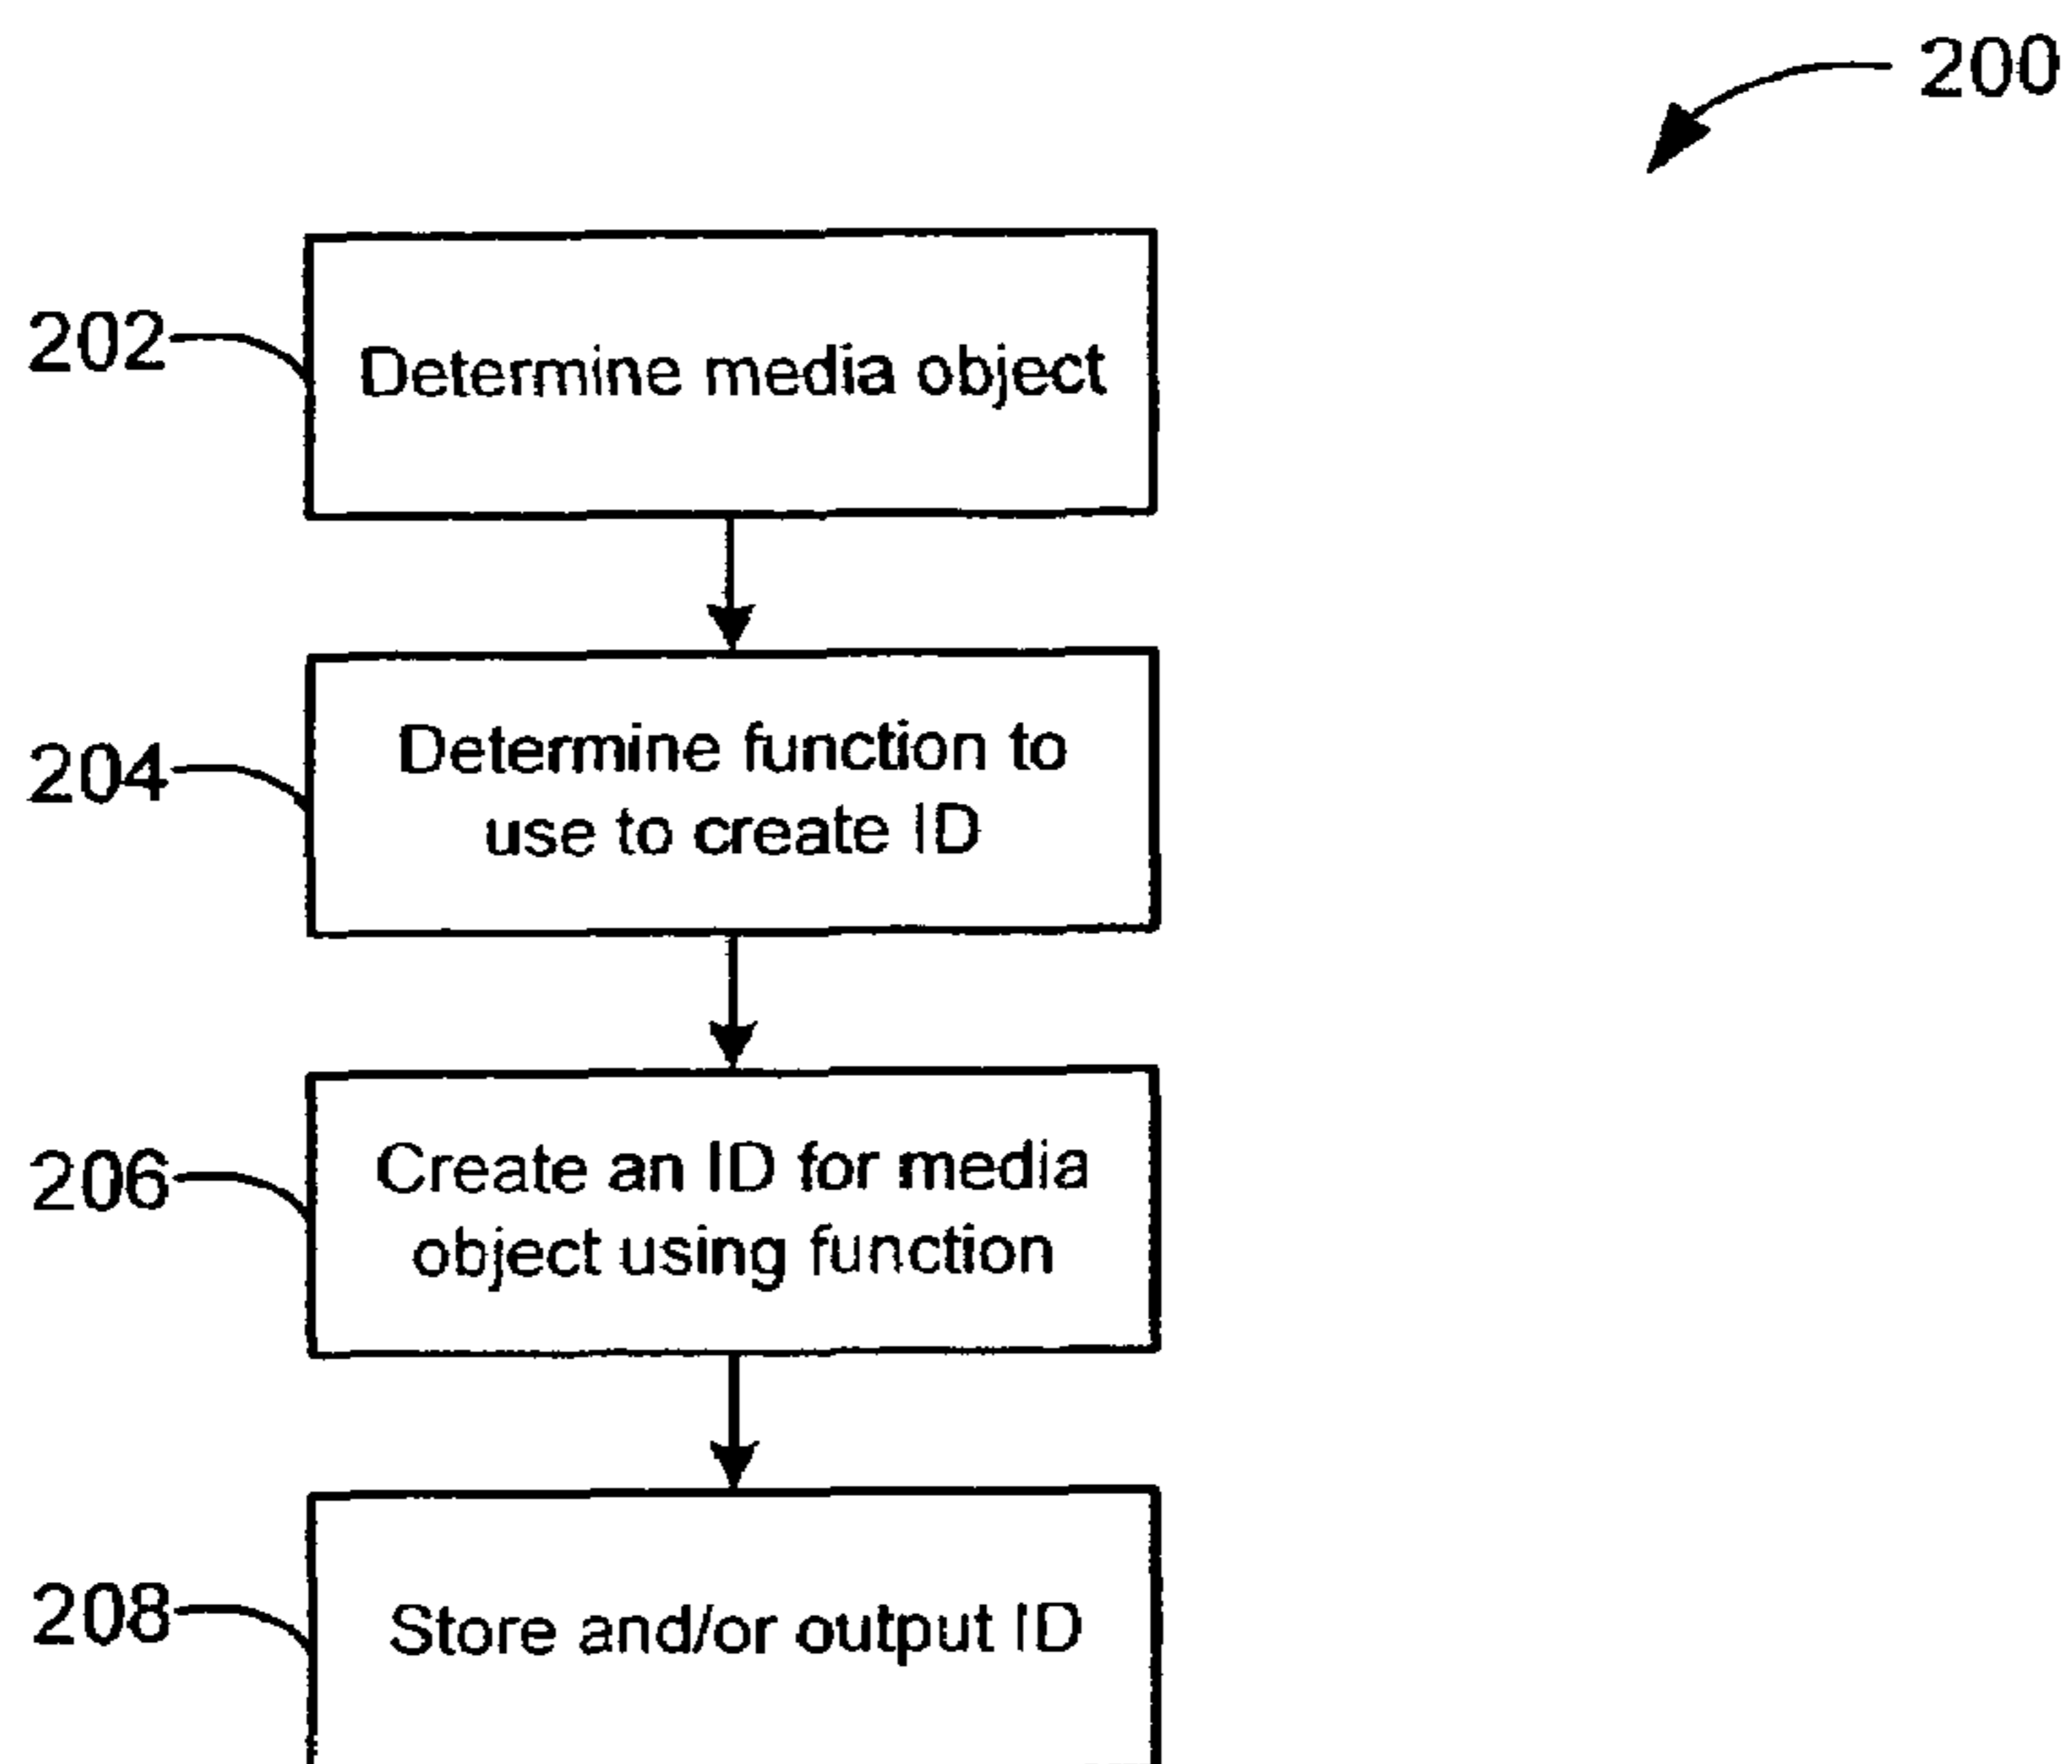 200
202
Determine media object
204
Determine function to
use to create ID
206
Create an ID for media
object using function
208
Store and/or output ID